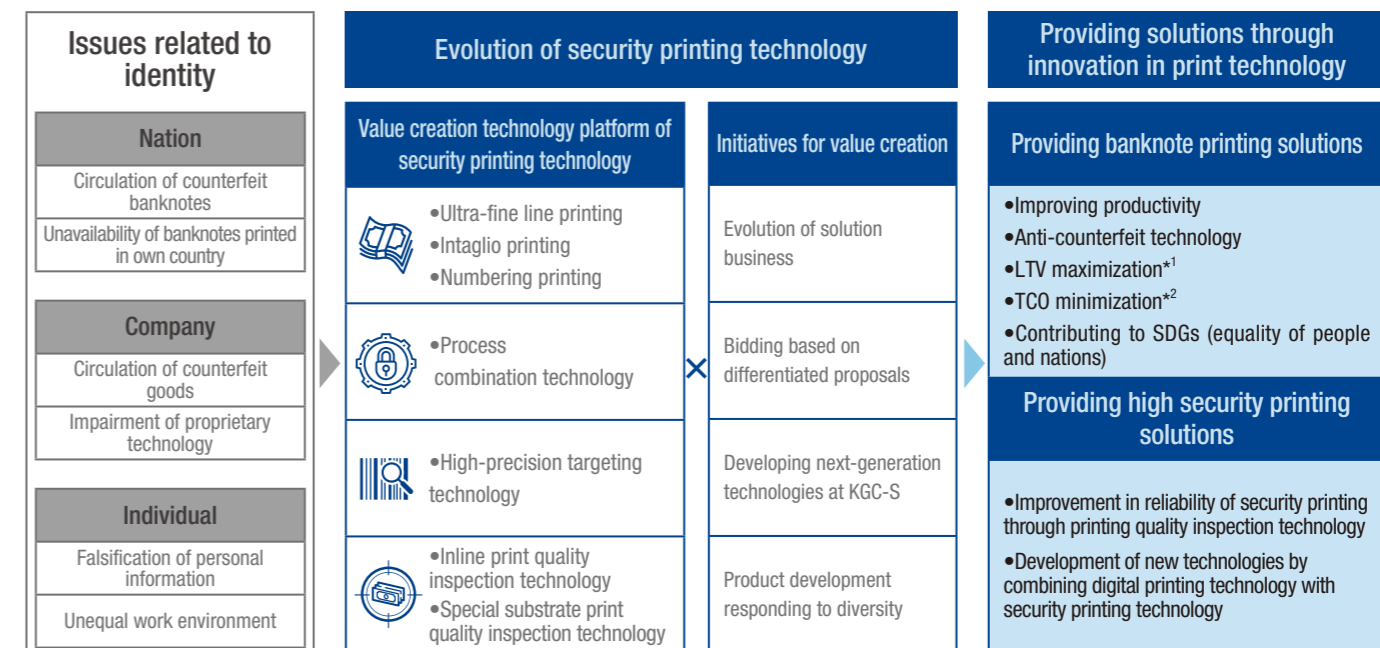 Issues related to
identity
Nation
Circulation of counterfeit
banknotes
Unavailability of banknotes printed
in own country
Company
Circulation of counterfeit
goods
Impairment of proprietary
technology
Individual
Falsification of personal
information
Unequal work environment
Evolution of security printing technology
Value creation technology platform of
security printing technology
•Ultra-fine line printing
•Intaglio printing
•Numbering printing
•Process
combination technology
•High-precision targeting
technology
•Inline print quality
inspection technology
•Special substrate print
quality inspection technology
×
Initiatives for value creation
Evolution of solution
business
Bidding based on
differentiated proposals
Developing next-generation
technologies at KGC-S
Product development
responding to diversity
Providing solutions through
innovation in print technology
Providing banknote printing solutions
•Improving productivity
•Anti-counterfeit technology
•LTV maximization*1
•TCO minimization*2
•Contributing to SDGs (equality of people
and nations)
Providing high security printing
solutions
•Improvement in reliability of security printing
through printing quality inspection technology
•Development of new technologies by
combining digital printing technology with
security printing technology